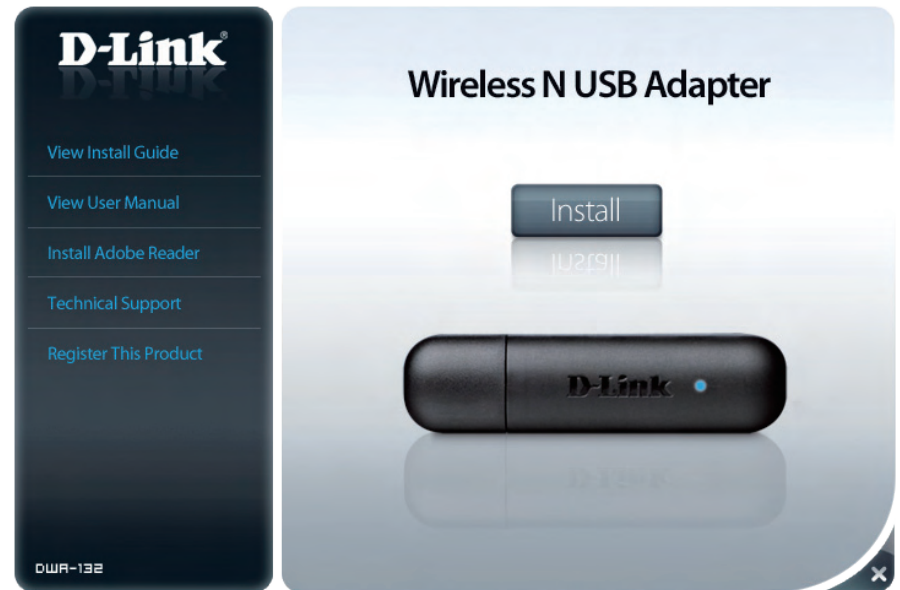 D-Link®
View Install Guide
View User Manual
Install Adobe Reader
Technical Support
Register This Product
DWA-132
Wireless N USB Adapter
Install
D-Link